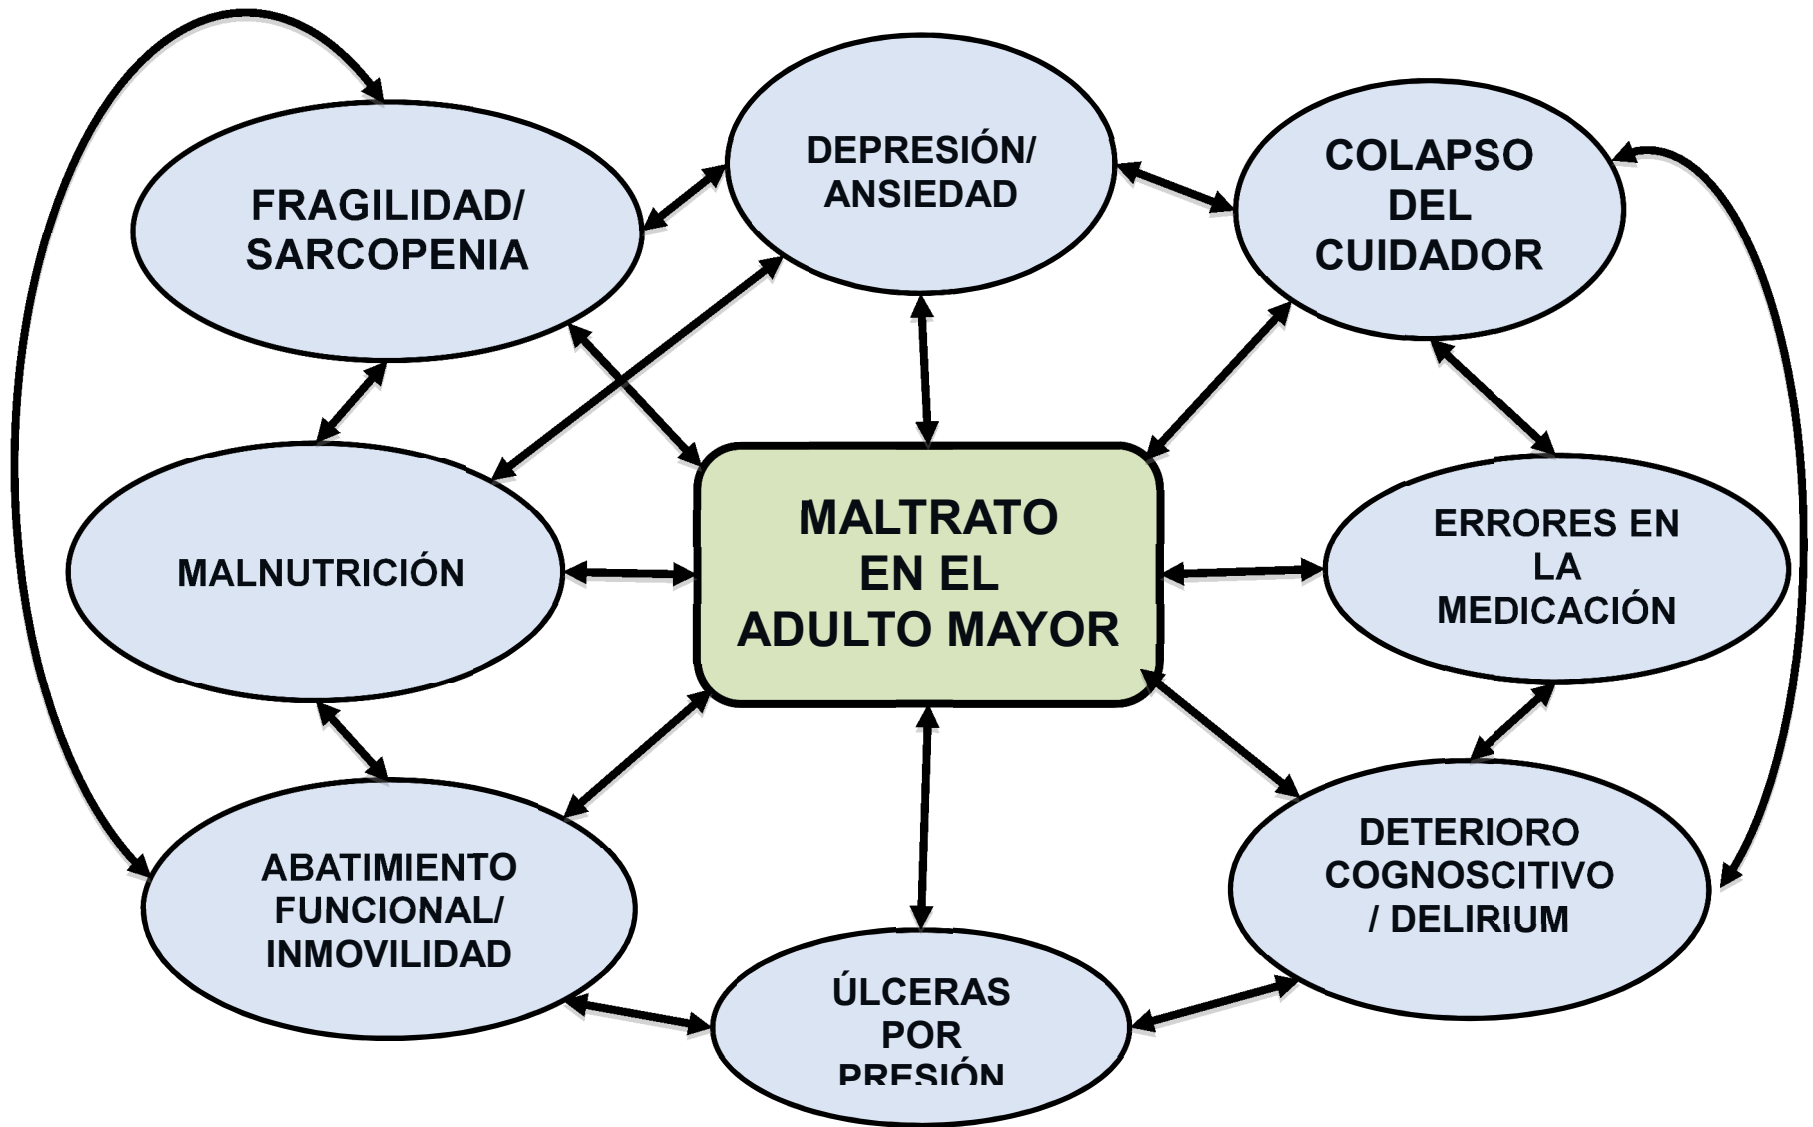 DEPRESIÓN/
ANSIEDAD
COLAPSO
DEL
CUIDADOR
FRAGILIDAD/
SARCOPENIA
MALTRATO
EN EL
ADULTO MAYOR
ERRORES EN
LA
MEDICACIÓN
MALNUTRICIÓN
DETERIORO
COGNOSCITIVO
/ DELIRIUM
ABATIMIENTO
FUNCIONAL/
INMOVILIDAD
ÚLCERAS
POR
PRESIÓN